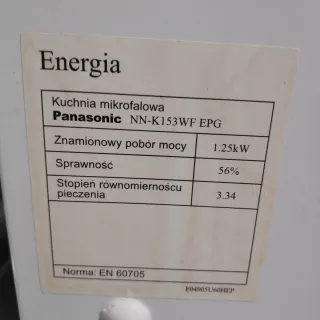 Energia
Kuchnia mikrofalowa
Panasonic NN-K153WF EPG
Znamionowy pobór mocy 1.25kW
Sprawność 56%
Stopień równomiernoścu
pieczenia 3.34
Norma: EN 60705